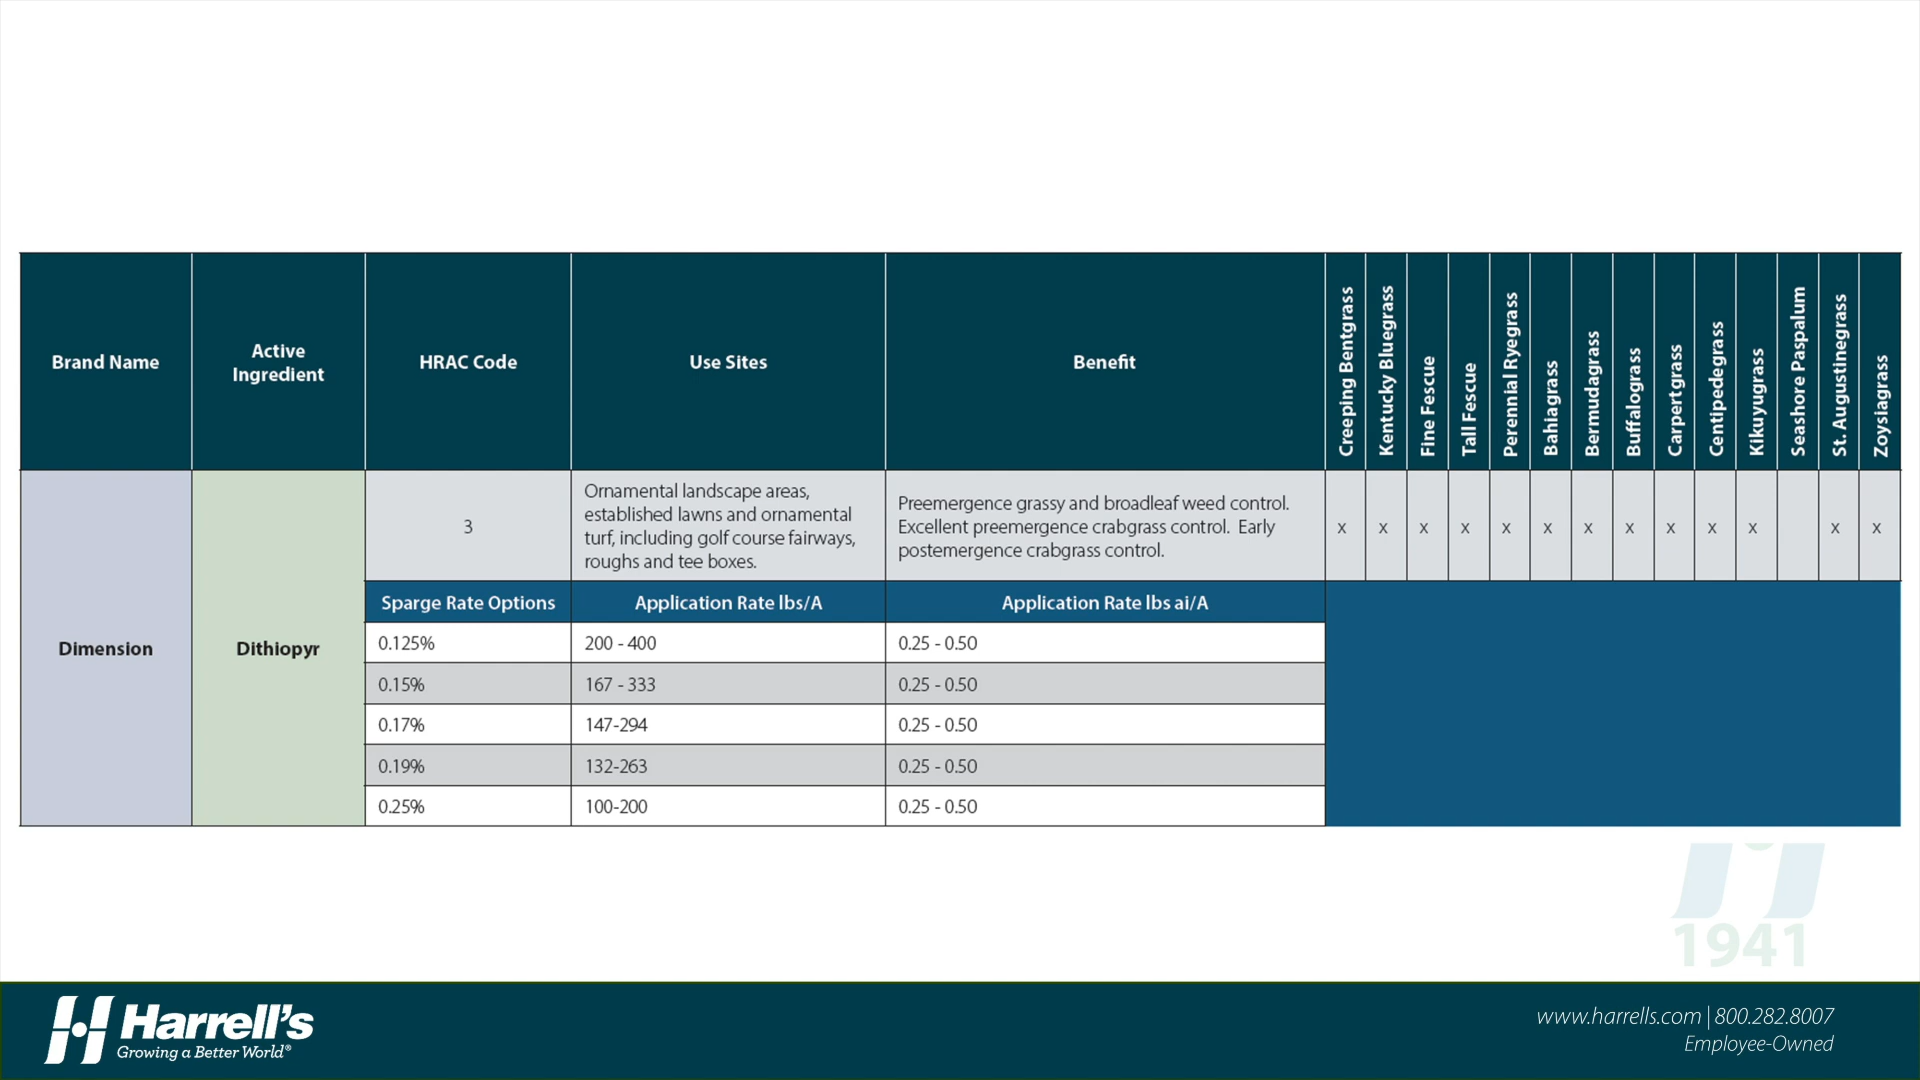 Brand Name
Active
Ingredient
HRAC Code
Use Sites
Benefit
Creeping Bentgrass
Kentucky Bluegrass
Fine Fescue
Tall Fescue
Perennial Ryegrass
Bahiagrass
Bermudagrass
Buffalograss
Carpertgrass
Centipedegrass
Kikuyugrass
Seashore Paspalum
St. Augustinegrass
Zoysiagrass
Dimension
Dithiopyr
3
Ornamental landscape areas,
established lawns and ornamental
turf, including golf course fairways,
roughs and tee boxes.
Preemergence grassy and broadleaf weed control.
Excellent preemergence crabgrass control. Early
postemergence crabgrass control.
x x x x x x x x x x x x x
Sparge Rate Options Application Rate lbs/A Application Rate lbs ai/A
0.125% 200 - 400 0.25 - 0.50
0.15% 167 - 333 0.25 - 0.50
0.17% 147-294 0.25 - 0.50
0.19% 132-263 0.25 - 0.50
0.25% 100-200 0.25 - 0.50
1941
Harrell's
Growing a Better World®
www.harrells.com | 800.282.8007
Employee-Owned